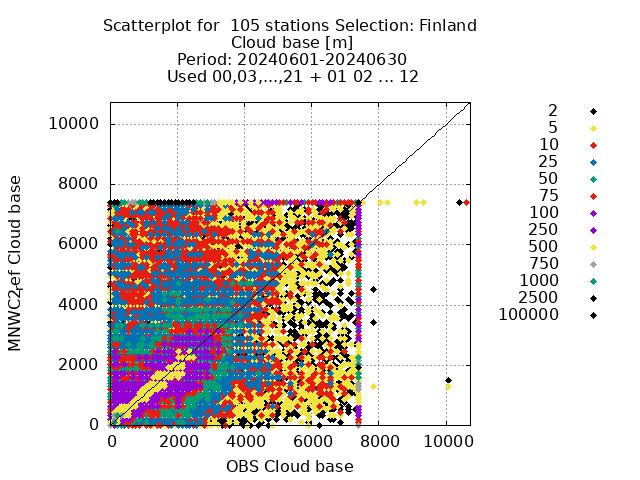 Scatterplot for  105 stations Selection: Finland
Cloud base [m]
Period: 20240601-20240630
Used 00,03,...,21 + 01 02 ... 12
MNWC2_ref Cloud base
10000
8000
6000
4000
2000
0
0 2000 4000 6000 8000 10000
OBS Cloud base
2
5
10
25
50
75
100
250
500
750
1000
2500
100000